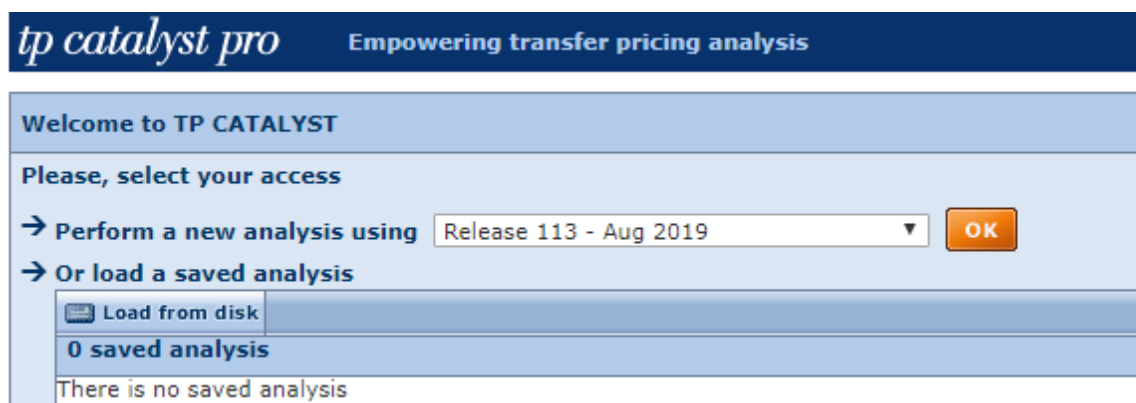 tp catalyst pro Empowering transfer pricing analysis
Welcome to TP CATALYST
Please, select your access
→ Perform a new analysis using Release 113 - Aug 2019 ▼ OK
→ Or load a saved analysis
Load from disk
0 saved analysis
There is no saved analysis